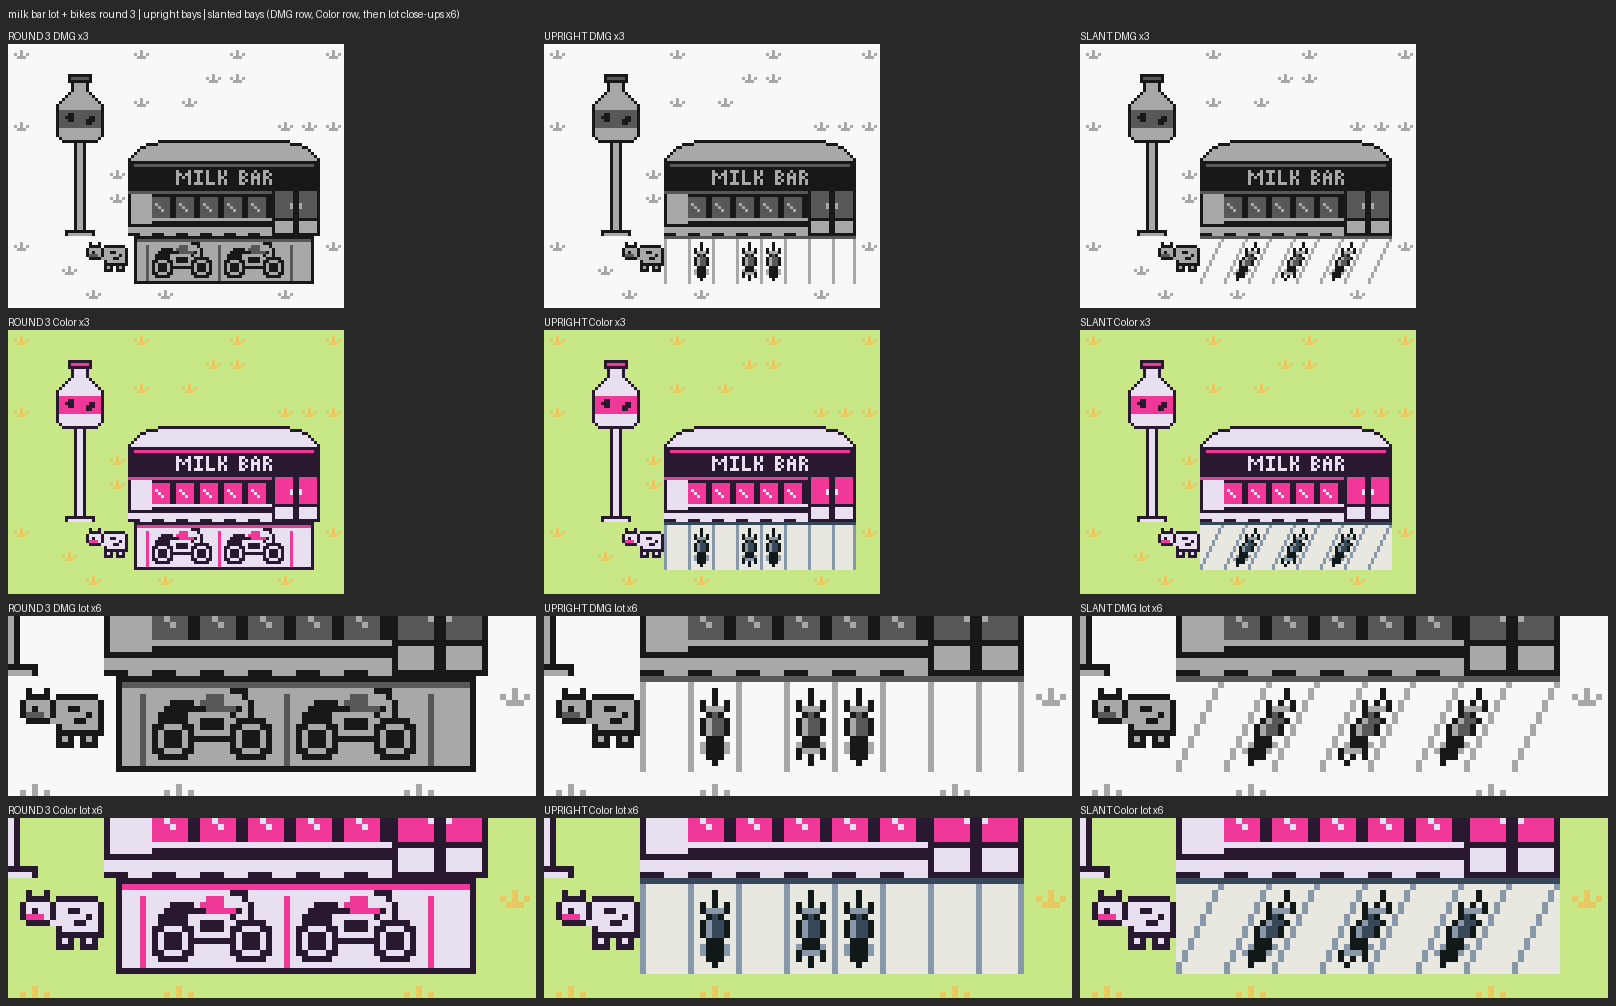 milk bar lot + bikes: round 3 | upright bays | slanted bays (DMG row, Color row, then lot close-ups x6)
ROUND 3 DMG x3
UPRIGHT DMG x3
SLANT DMG x3
MILK BAR
MILK BAR
MILK BAR
ROUND 3 Color x3
UPRIGHT Color x3
SLANT Color x3
MILK BAR
MILK BAR
MILK BAR
ROUND 3 DMG lot x6
UPRIGHT DMG lot x6
SLANT DMG lot x6
ROUND 3 Color lot x6
UPRIGHT Color lot x6
SLANT Color lot x6